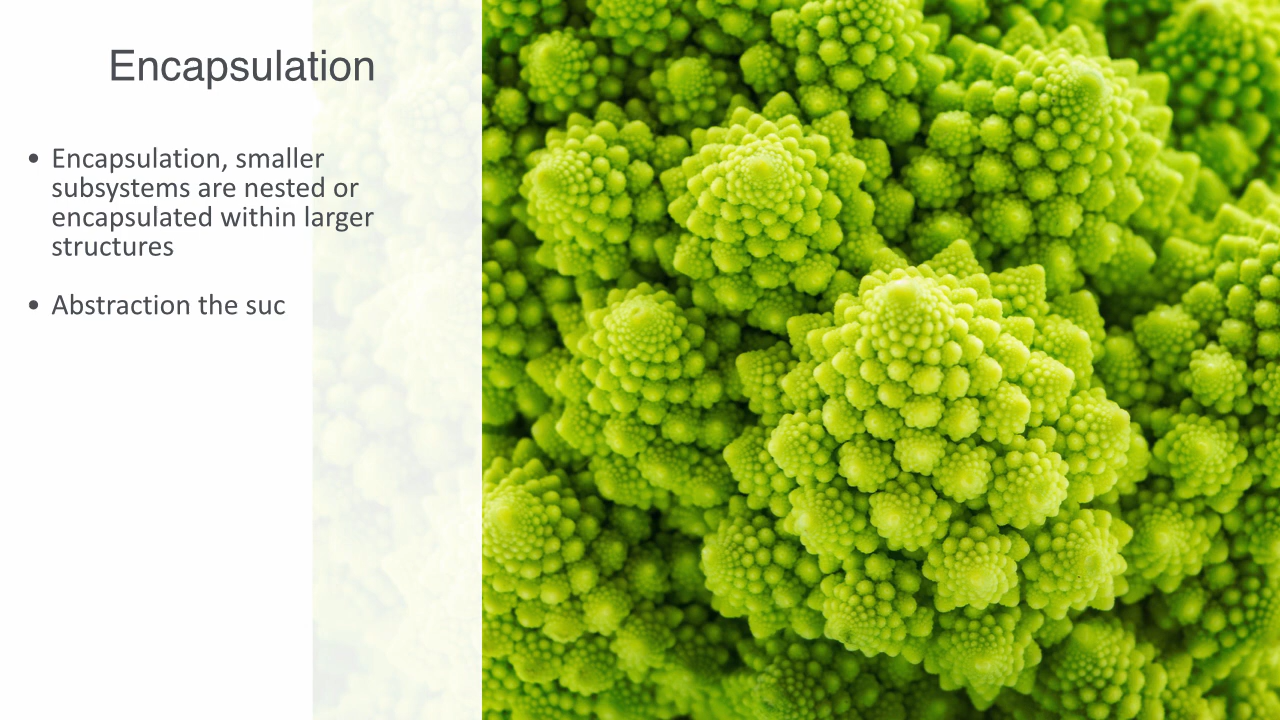 Encapsulation
• Encapsulation, smaller
subsystems are nested or
encapsulated within larger
structures
• Abstraction the suc